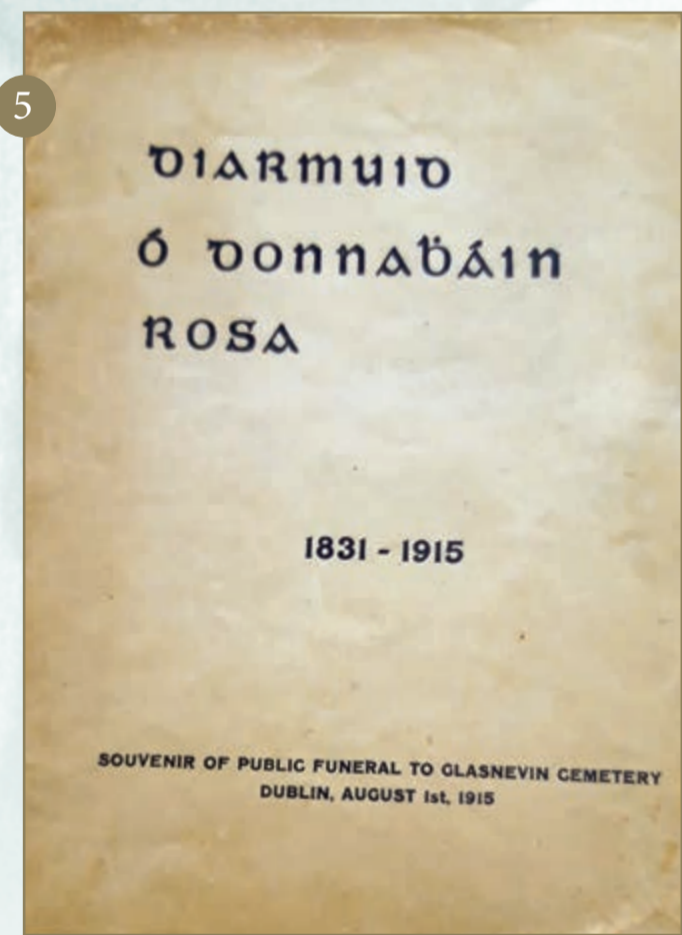 5
DIARMUID
Ó DONNAḂÁIN
ROSA
1831 - 1915
SOUVENIR OF PUBLIC FUNERAL TO GLASNEVIN CEMETERY
DUBLIN, AUGUST 1st, 1915